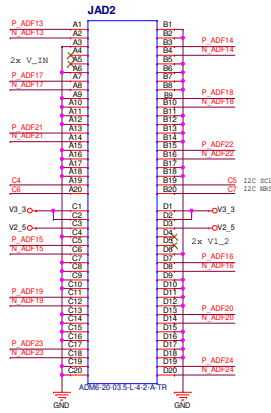 JAD2
P_ADF13 A1 B1
N_ADF13 A2 B2
A3 B3 P_ADF14
A4 B4 N_ADF14
2x V_IN A5 B5
A6 B6
P_ADF17 A7 B7
N_ADF17 A8 B8
A9 B9 P_ADF18
A10 B10 N_ADF18
A11 B11
A12 B12
P_ADF21 A13 B13
N_ADF21 A14 B14
A15 B15 P_ADF22
A16 B16 N_ADF22
A17 B17
A18 B18
C4 A19 B19 C5 I2C SCL
C6 A20 B20 C7 I2C NRS
V3_3 C1 D1 V3_3
C2 D2
V2_5 C3 D3 V2_5
C4 D4
P_ADF15 C5 D5 2x V1_2
N_ADF15 C6 D6
C7 D7 P_ADF16
C8 D8 N_ADF16
C9 D9
C10 D10
P_ADF19 C11 D11
N_ADF19 C12 D12
C13 D13 P_ADF20
C14 D14 N_ADF20
C15 D15
C16 D16
P_ADF23 C17 D17
N_ADF23 C18 D18
C19 D19 P_ADF24
C20 D20 N_ADF24
ADM6-20-03.5-L-4-2-A-TR
GND GND